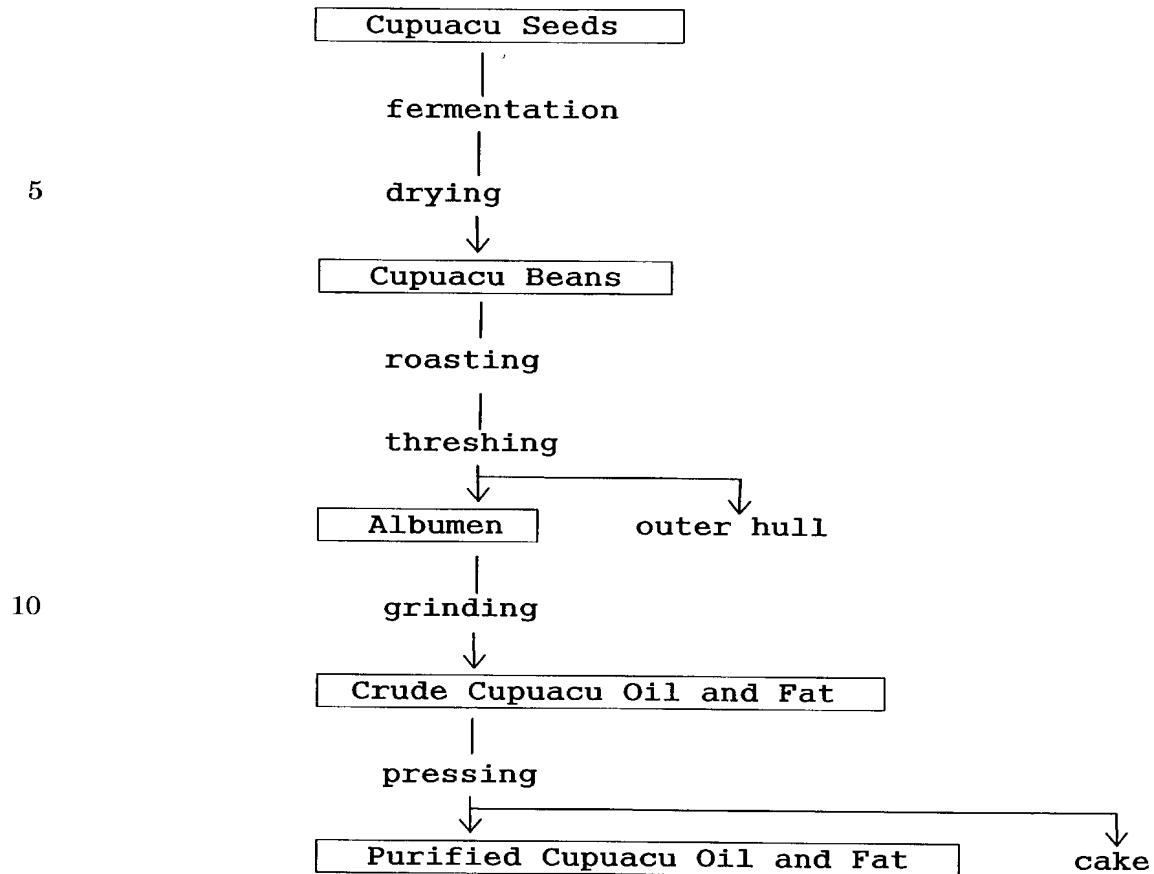 Cupuacu Seeds
fermentation
5 drying
Cupuacu Beans
roasting
threshing
Albumen outer hull
10 grinding
Crude Cupuacu Oil and Fat
pressing
Purified Cupuacu Oil and Fat cake